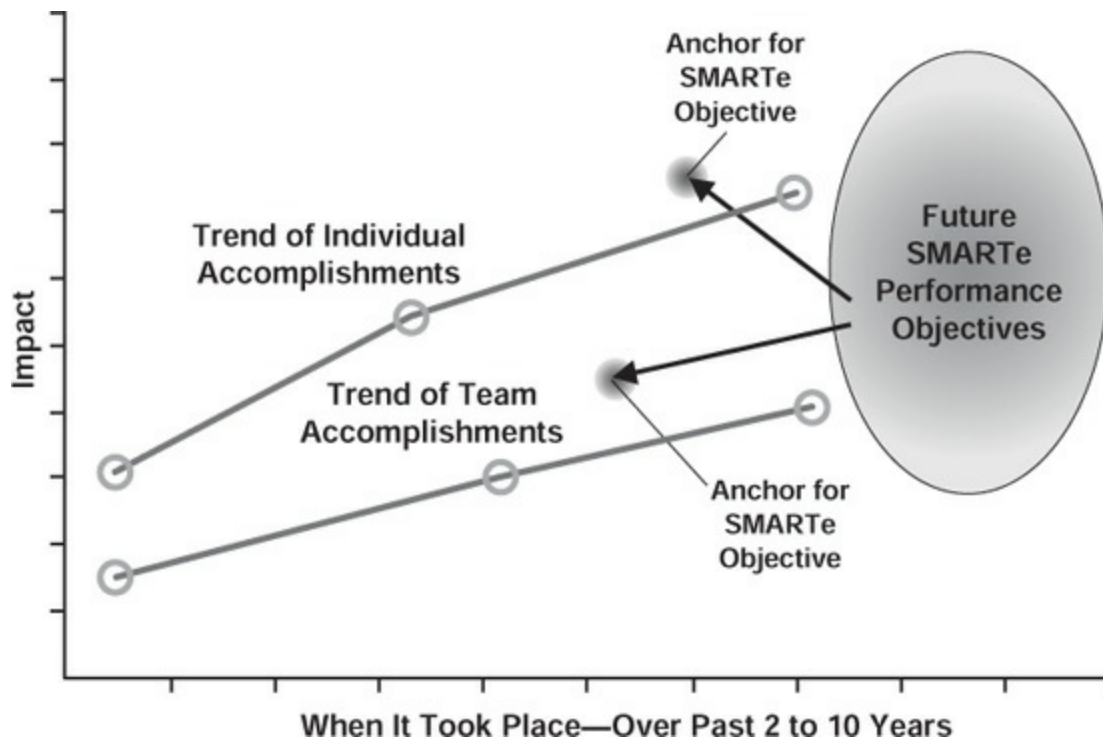 Anchor for
SMARTe
Objective
Future
SMARTe
Performance
Objectives
Trend of Individual
Accomplishments
Impact
Trend of Team
Accomplishments
Anchor for
SMARTe
Objective
When It Took Place—Over Past 2 to 10 Years